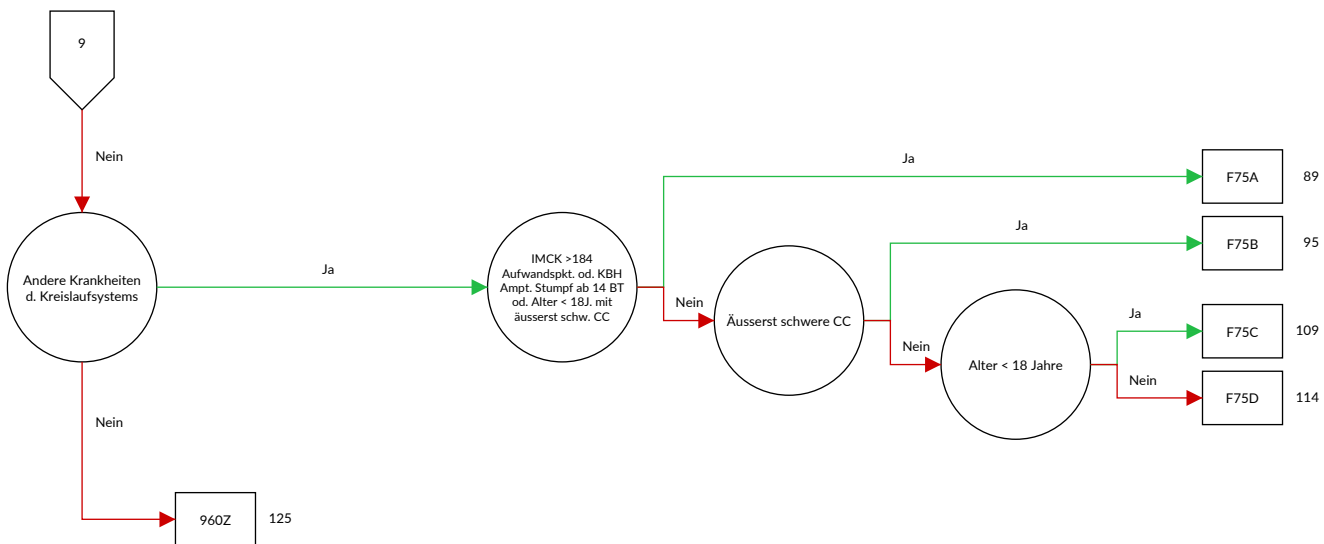 9
Nein
Ja
F75A
89
Ja
F75B
95
IMCK >184
Aufwandspkt. od. KBH
Ampt. Stumpf ab 14 BT
od. Alter < 18J. mit
äusserst schw. CC
Andere Krankheiten
d. Kreislaufsystems
Ja
Nein
Äusserst schwere CC
Ja
F75C
109
Nein
Alter < 18 Jahre
Nein
F75D
114
Nein
960Z
125